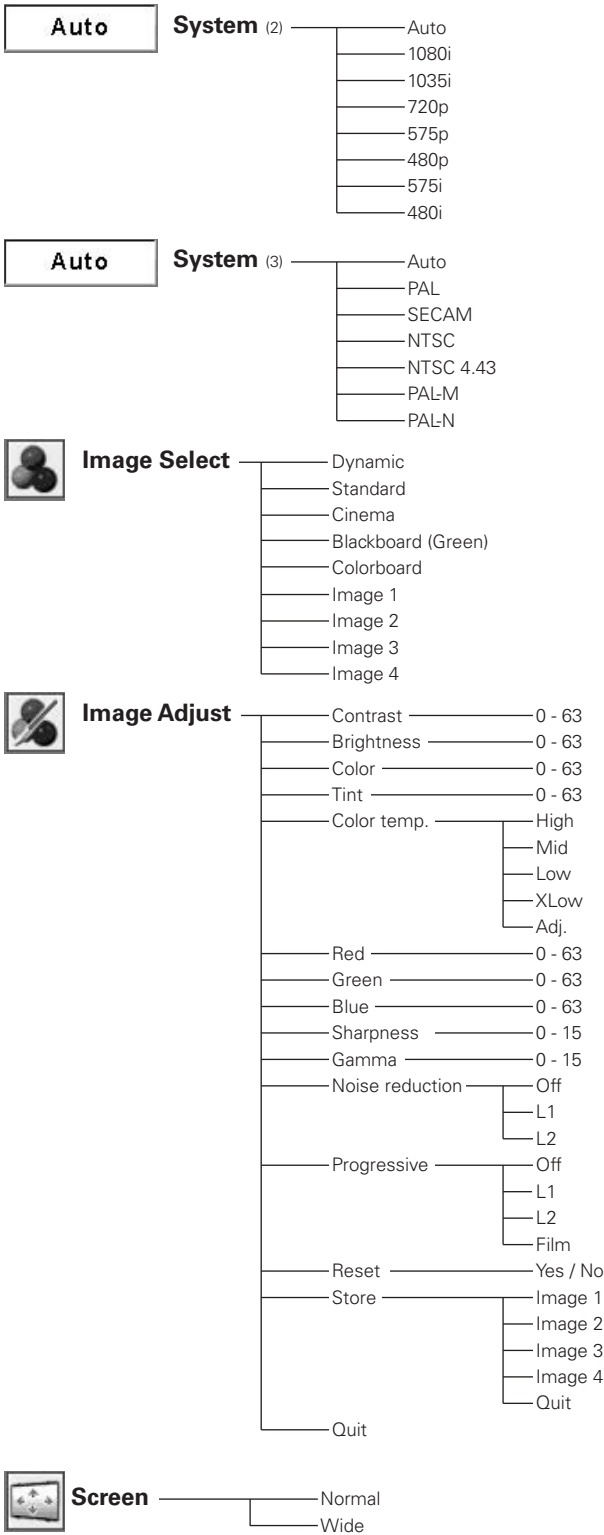 Auto System (2) Auto
1080i
1035i
720p
575p
480p
575i
480i
Auto System (3) Auto
PAL
SECAM
NTSC
NTSC 4.43
PAL-M
PAL-N
Image Select Dynamic
Standard
Cinema
Blackboard (Green)
Colorboard
Image 1
Image 2
Image 3
Image 4
Image Adjust Contrast 0 - 63
Brightness 0 - 63
Color 0 - 63
Tint 0 - 63
Color temp. High
Mid
Low
XLow
Adj.
Red 0 - 63
Green 0 - 63
Blue 0 - 63
Sharpness 0 - 15
Gamma 0 - 15
Noise reduction Off
L1
L2
Progressive Off
L1
L2
Film
Reset Yes / No
Store Image 1
Image 2
Image 3
Image 4
Quit
Quit
Screen Normal
Wide